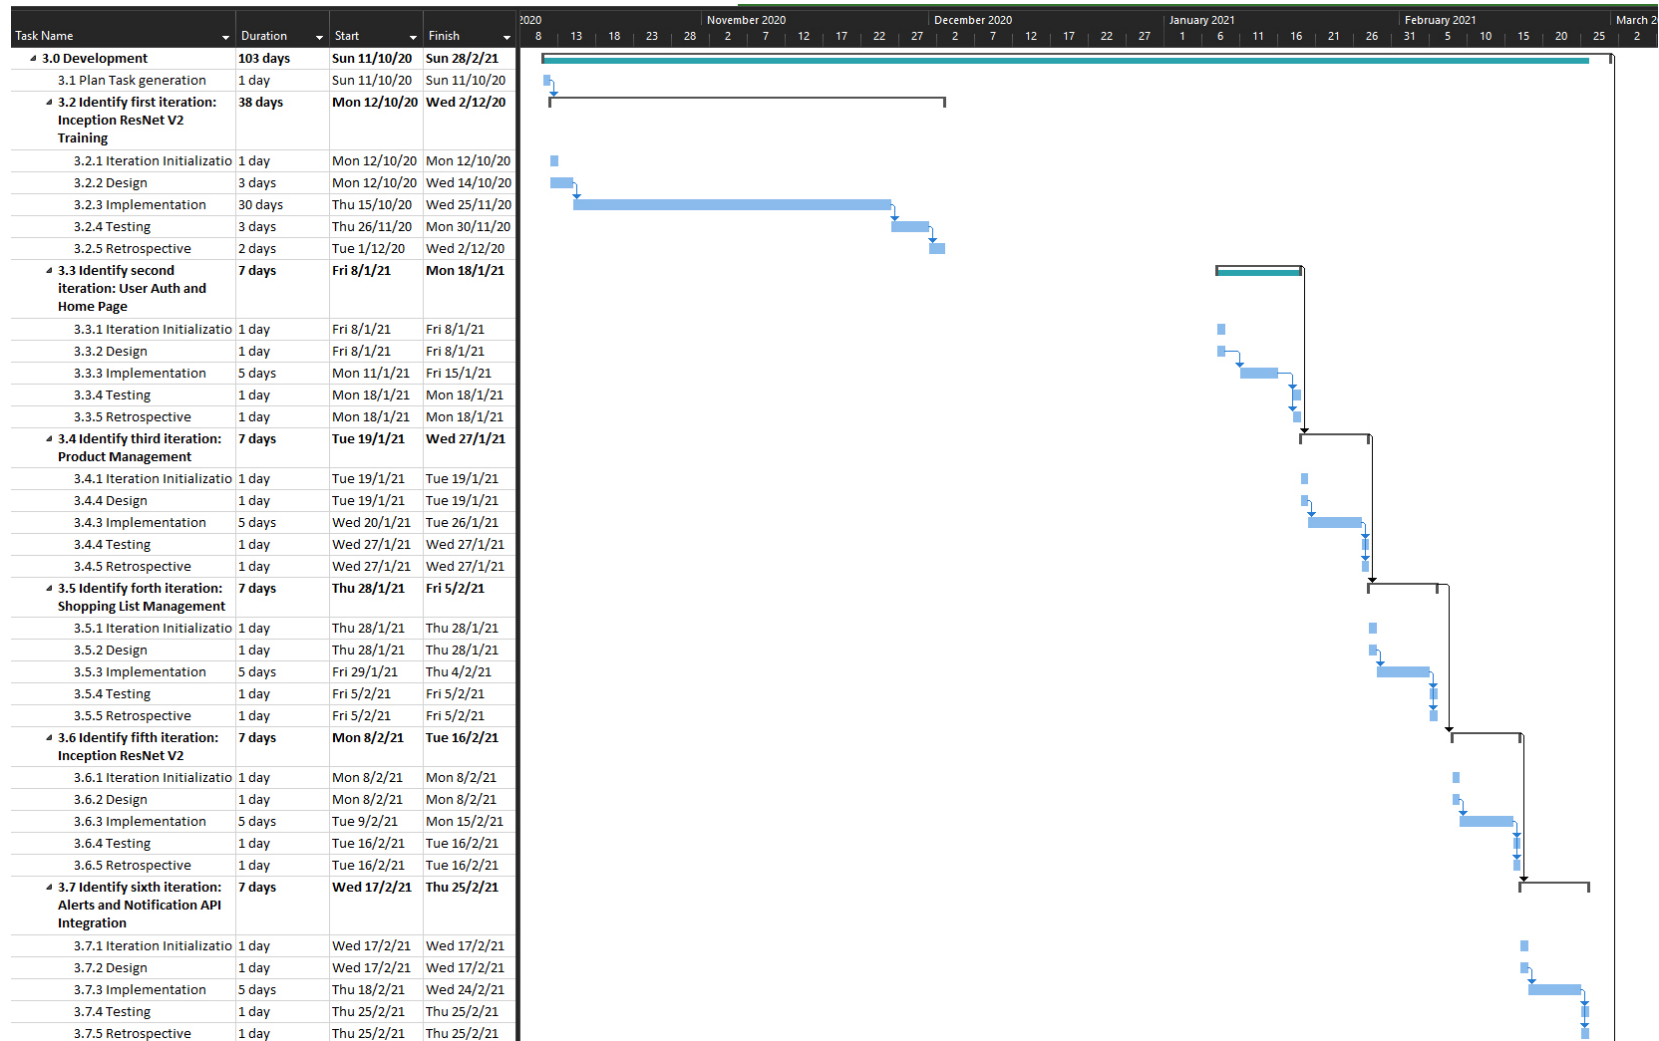 2020 November 2020 December 2020 January 2021 February 2021 March 2
Task Name Duration Start Finish 8 13 18 23 28 2 7 12 17 22 27 2 7 12 17 22 27 1 6 11 16 21 26 31 5 10 15 20 25 2
3.0 Development 103 days Sun 11/10/20 Sun 28/2/21
3.1 Plan Task generation 1 day Sun 11/10/20 Sun 11/10/20
3.2 Identify first iteration: 38 days Mon 12/10/20 Wed 2/12/20
Inception ResNet V2
Training
3.2.1 Iteration Initializatio 1 day Mon 12/10/20 Mon 12/10/20
3.2.2 Design 3 days Mon 12/10/20 Wed 14/10/20
3.2.3 Implementation 30 days Thu 15/10/20 Wed 25/11/20
3.2.4 Testing 3 days Thu 26/11/20 Mon 30/11/20
3.2.5 Retrospective 2 days Tue 1/12/20 Wed 2/12/20
3.3 Identify second 7 days Fri 8/1/21 Mon 18/1/21
iteration: User Auth and
Home Page
3.3.1 Iteration Initializatio 1 day Fri 8/1/21 Fri 8/1/21
3.3.2 Design 1 day Fri 8/1/21 Fri 8/1/21
3.3.3 Implementation 5 days Mon 11/1/21 Fri 15/1/21
3.3.4 Testing 1 day Mon 18/1/21 Mon 18/1/21
3.3.5 Retrospective 1 day Mon 18/1/21 Mon 18/1/21
3.4 Identify third iteration: 7 days Tue 19/1/21 Wed 27/1/21
Product Management
3.4.1 Iteration Initializatio 1 day Tue 19/1/21 Tue 19/1/21
3.4.4 Design 1 day Tue 19/1/21 Tue 19/1/21
3.4.3 Implementation 5 days Wed 20/1/21 Tue 26/1/21
3.4.4 Testing 1 day Wed 27/1/21 Wed 27/1/21
3.4.5 Retrospective 1 day Wed 27/1/21 Wed 27/1/21
3.5 Identify forth iteration: 7 days Thu 28/1/21 Fri 5/2/21
Shopping List Management
3.5.1 Iteration Initializatio 1 day Thu 28/1/21 Thu 28/1/21
3.5.2 Design 1 day Thu 28/1/21 Thu 28/1/21
3.5.3 Implementation 5 days Fri 29/1/21 Thu 4/2/21
3.5.4 Testing 1 day Fri 5/2/21 Fri 5/2/21
3.5.5 Retrospective 1 day Fri 5/2/21 Fri 5/2/21
3.6 Identify fifth iteration: 7 days Mon 8/2/21 Tue 16/2/21
Inception ResNet V2
3.6.1 Iteration Initializatio 1 day Mon 8/2/21 Mon 8/2/21
3.6.2 Design 1 day Mon 8/2/21 Mon 8/2/21
3.6.3 Implementation 5 days Tue 9/2/21 Mon 15/2/21
3.6.4 Testing 1 day Tue 16/2/21 Tue 16/2/21
3.6.5 Retrospective 1 day Tue 16/2/21 Tue 16/2/21
3.7 Identify sixth iteration: 7 days Wed 17/2/21 Thu 25/2/21
Alerts and Notification API
Integration
3.7.1 Iteration Initializatio 1 day Wed 17/2/21 Wed 17/2/21
3.7.2 Design 1 day Wed 17/2/21 Wed 17/2/21
3.7.3 Implementation 5 days Thu 18/2/21 Wed 24/2/21
3.7.4 Testing 1 day Thu 25/2/21 Thu 25/2/21
3.7.5 Retrospective 1 day Thu 25/2/21 Thu 25/2/21